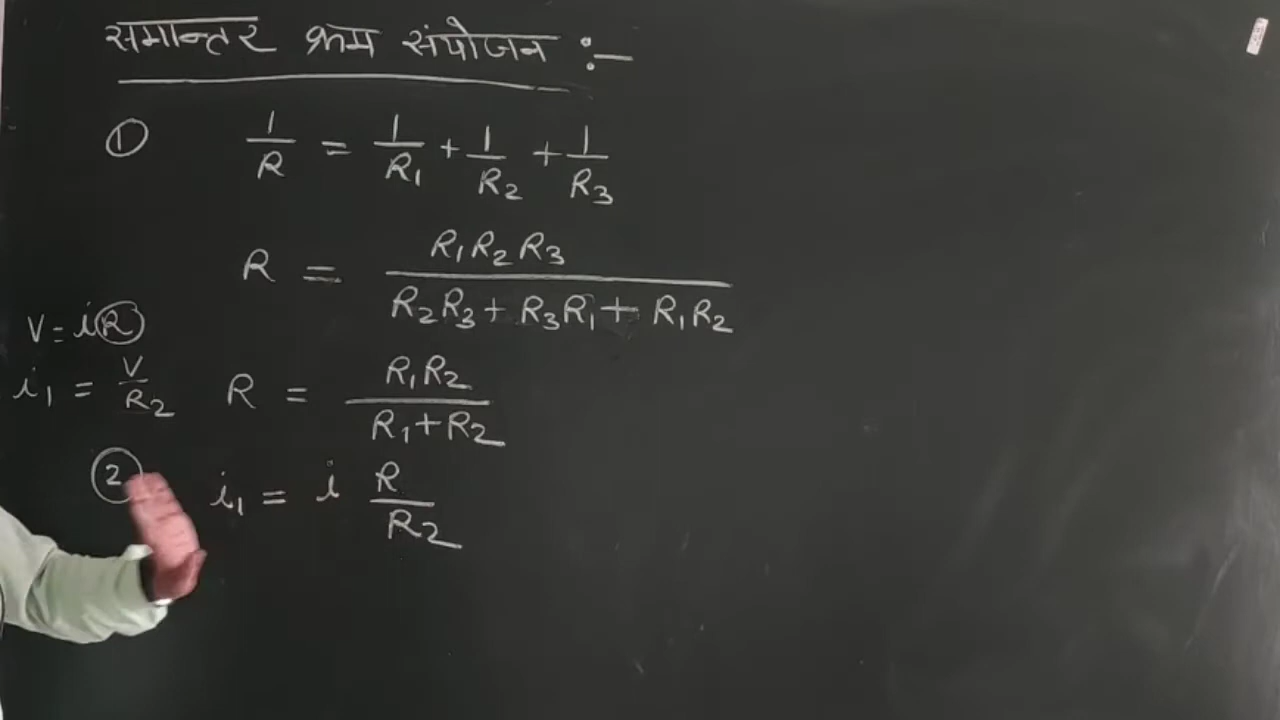 समान्तर क्रम संयोजन :-
① 1/R = 1/R₁ + 1/R₂ + 1/R₃
R = R₁R₂R₃ / R₂R₃ + R₃R₁ + R₁R₂
V = iR
i₁ = V/R₂
R = R₁R₂ / R₁+R₂
② i₁ = i R/R₂